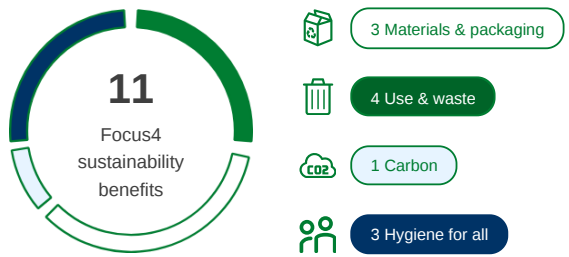 11
Focus4
sustainability
benefits
3 Materials & packaging
4 Use & waste
CO2
1 Carbon
3 Hygiene for all